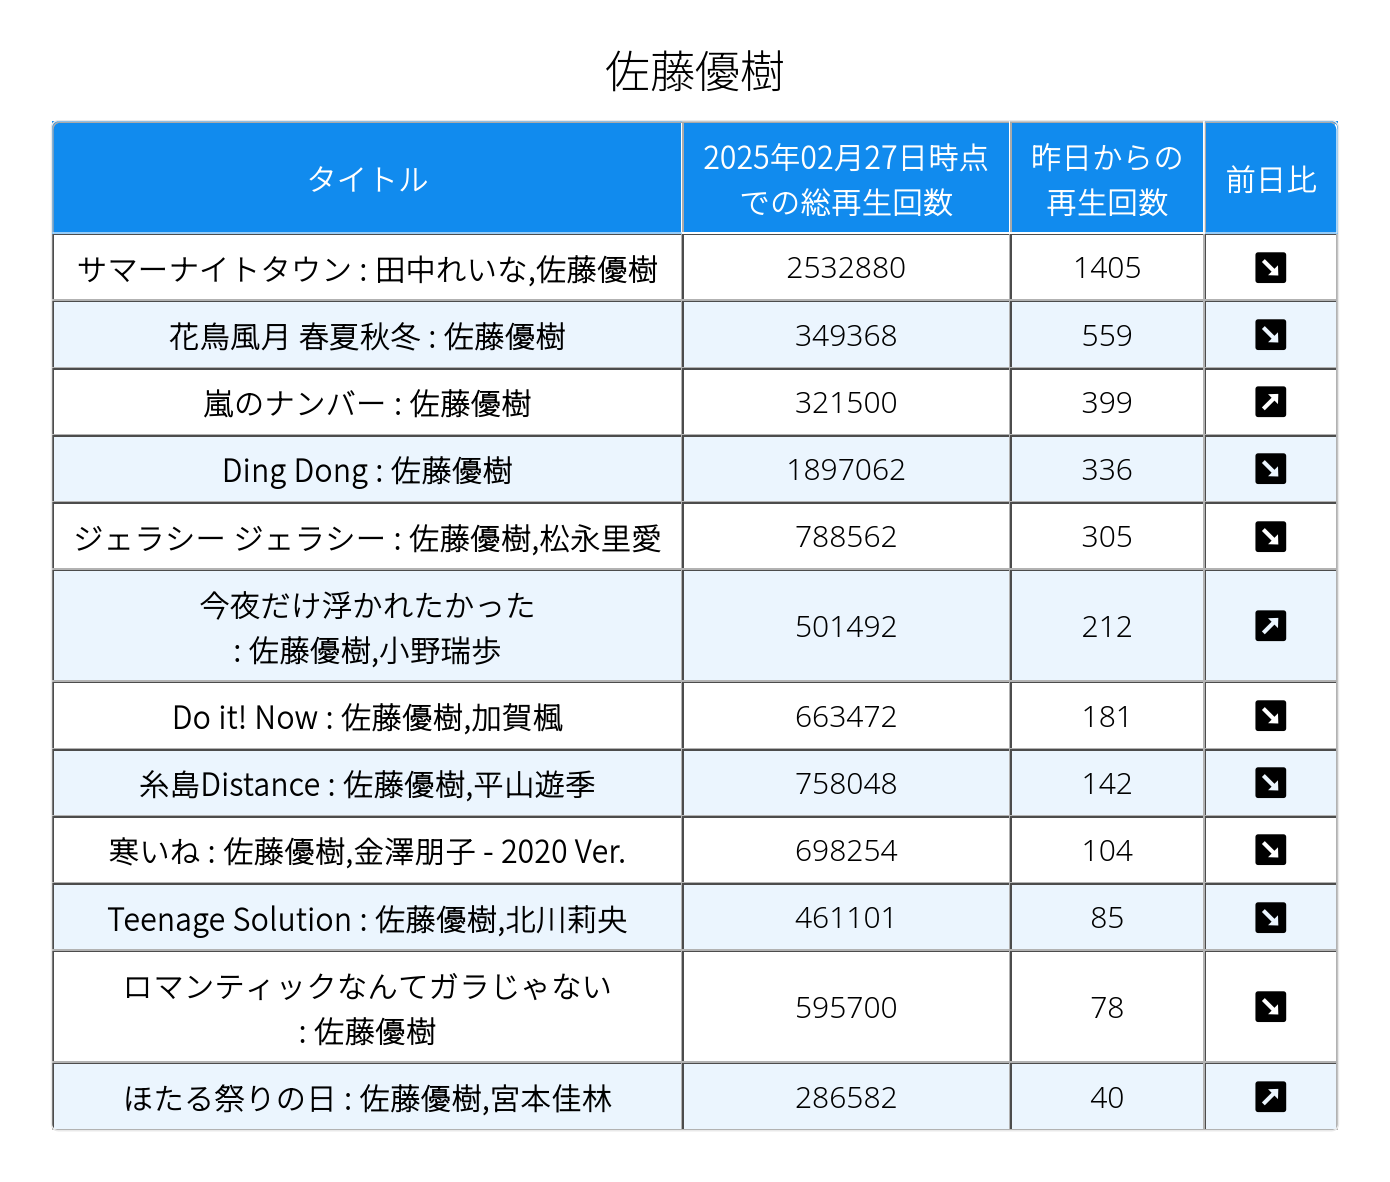 佐藤優樹
タイトル
2025年02月27日時点
での総再生回数
昨日からの
再生回数
前日比
サマーナイトタウン : 田中れいな,佐藤優樹
2532880
1405
↘
花鳥風月 春夏秋冬 : 佐藤優樹
349368
559
↘
嵐のナンバー : 佐藤優樹
321500
399
↗
Ding Dong : 佐藤優樹
1897062
336
↘
ジェラシー ジェラシー : 佐藤優樹,松永里愛
788562
305
↘
今夜だけ浮かれたかった
: 佐藤優樹,小野瑞歩
501492
212
↗
Do it! Now : 佐藤優樹,加賀楓
663472
181
↘
糸島Distance : 佐藤優樹,平山遊季
758048
142
↘
寒いね : 佐藤優樹,金澤朋子 - 2020 Ver.
698254
104
↘
Teenage Solution : 佐藤優樹,北川莉央
461101
85
↘
ロマンティックなんてガラじゃない
: 佐藤優樹
595700
78
↘
ほたる祭りの日 : 佐藤優樹,宮本佳林
286582
40
↗